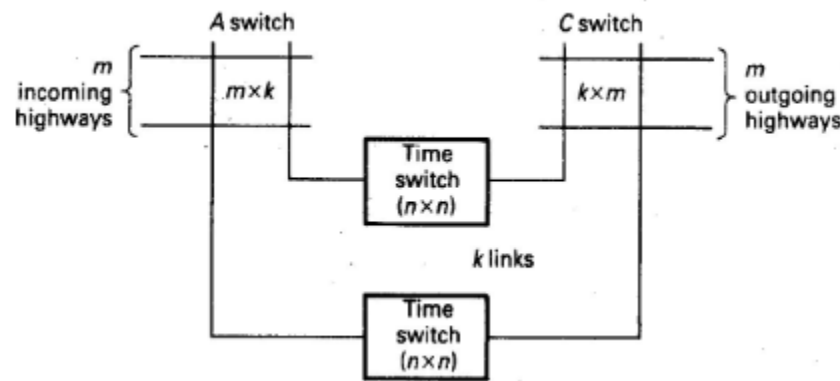 A switch
C switch
m
incoming
highways
m×k
k×m
m
outgoing
highways
Time
switch
(n×n)
k links
Time
switch
(n×n)